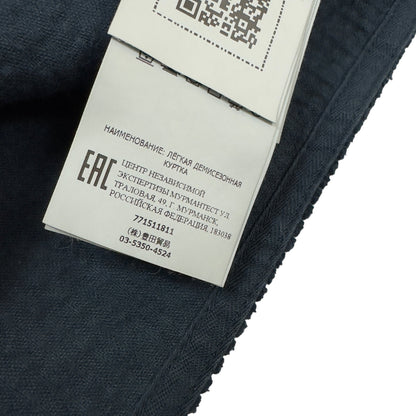 НАИМЕНОВАНИЕ: ЛЁГКАЯ ДЕМИСЕЗОННАЯ
КУРТКА
EAC
ЦЕНТР НЕЗАВИСИМОЙ
ЭКСПЕРТИЗЫ МУРМАНТЕСТ УЛ.
ТРАЛОВАЯ, 49, Г. МУРМАНСК,
РОССИЙСКАЯ ФЕДЕРАЦИЯ, 183038
771511811
(株)豊田貿易
03-5350-4524